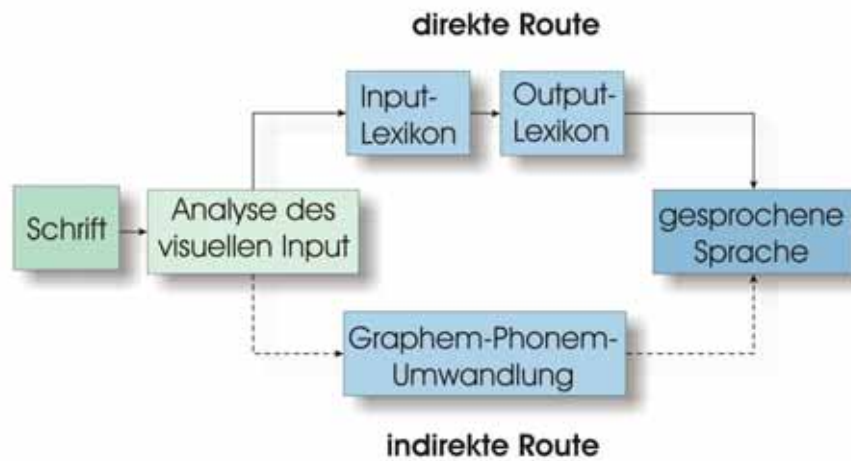 direkte Route
Input-
Lexikon
Output-
Lexikon
Schrift
Analyse des
visuellen Input
gesprochene
Sprache
Graphem-Phonem-
Umwandlung
indirekte Route